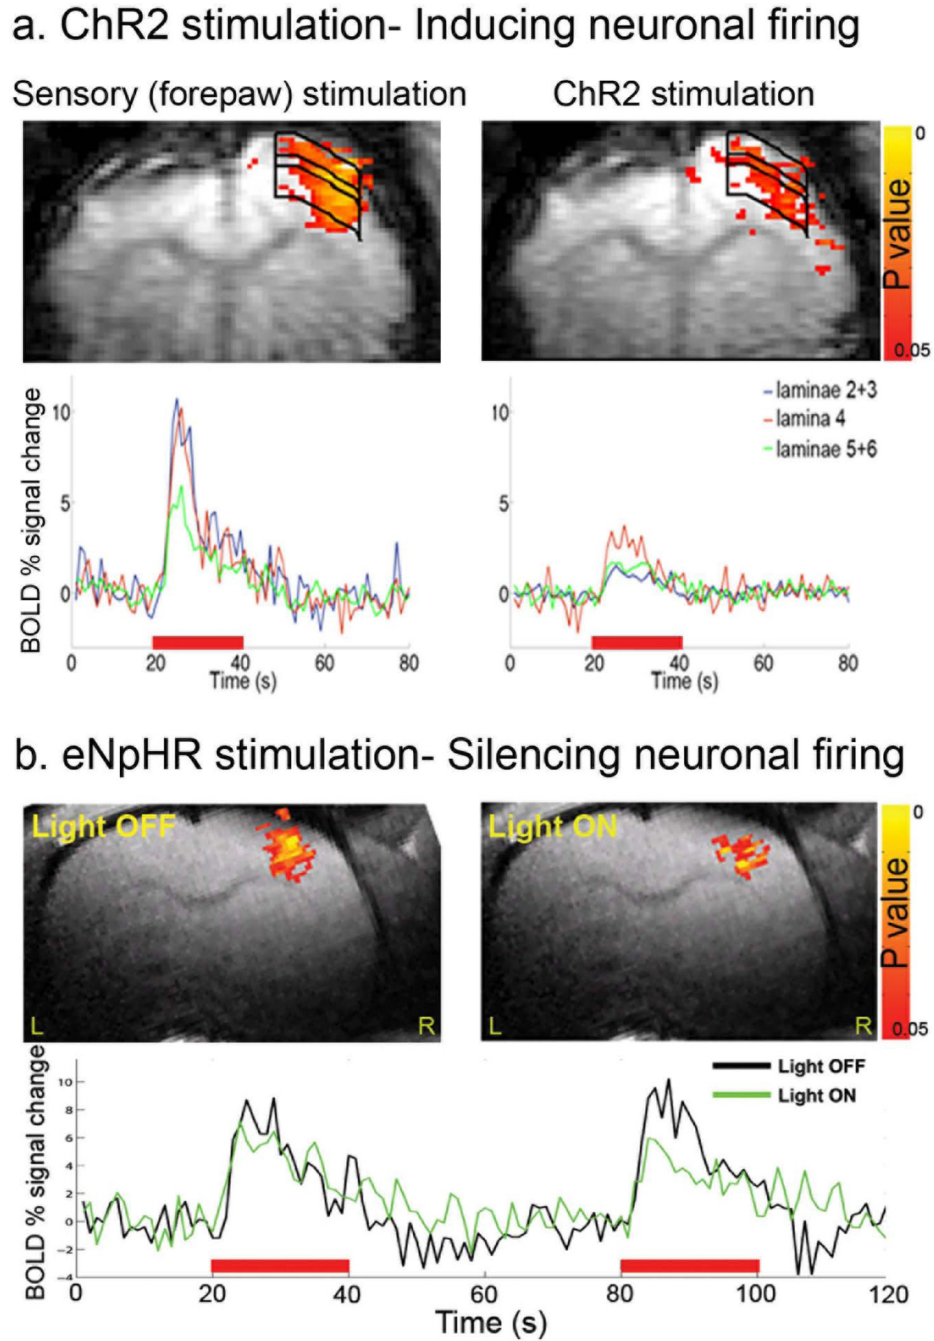 a. ChR2 stimulation- Inducing neuronal firing
Sensory (forepaw) stimulation
ChR2 stimulation
0
P value
0.05
BOLD % signal change
10
5
0
0 20 40 60 80
Time (s)
10
5
0
laminae 2+3
lamina 4
laminae 5+6
0 20 40 60 80
Time (s)
b. eNpHR stimulation- Silencing neuronal firing
Light OFF
L R
Light ON
L R
0
P value
0.05
BOLD % signal change
10
8
6
4
2
0
−2
−4
Light OFF
Light ON
0 20 40 60 80 100 120
Time (s)